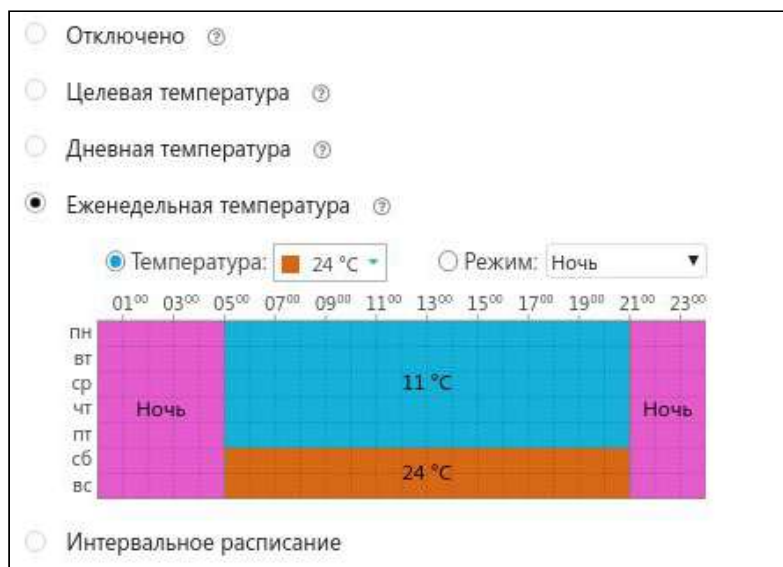 Отключено ?
Целевая температура ?
Дневная температура ?
Еженедельная температура ?
Температура: 24 °C Режим: Ночь
01⁰⁰ 03⁰⁰ 05⁰⁰ 07⁰⁰ 09⁰⁰ 11⁰⁰ 13⁰⁰ 15⁰⁰ 17⁰⁰ 19⁰⁰ 21⁰⁰ 23⁰⁰
пн
вт
ср 11 °C
чт Ночь Ночь
пт
сб
24 °C
вс
Интервальное расписание